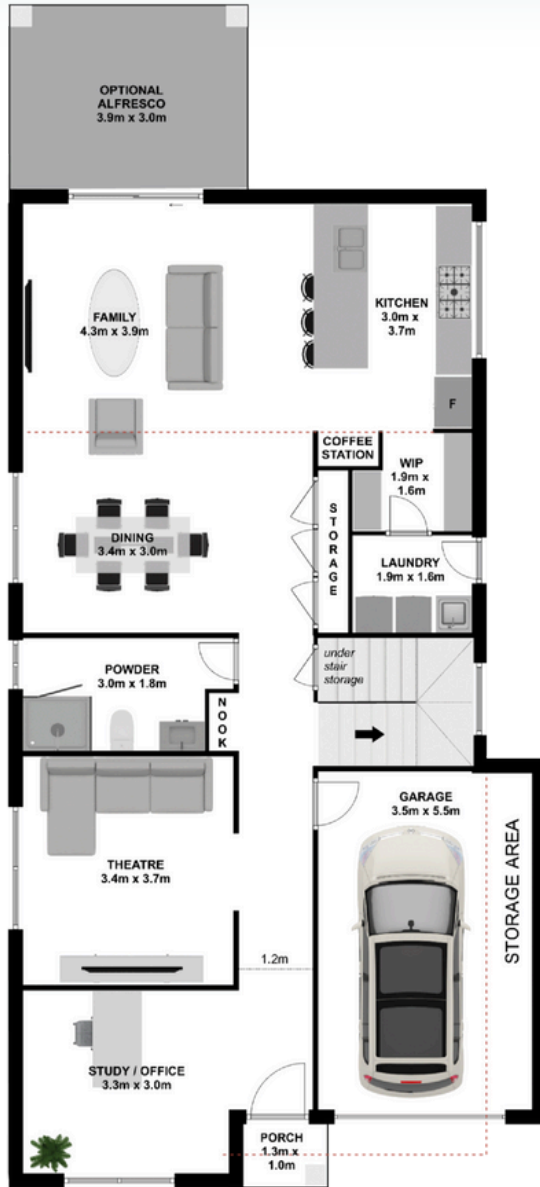 OPTIONAL
ALFRESCO
3.9m x 3.0m
FAMILY
4.3m x 3.9m
KITCHEN
3.0m x
3.7m
F
COFFEE
STATION
WIP
1.9m x
1.6m
STORAGE
DINING
3.4m x 3.0m
LAUNDRY
1.9m x 1.6m
POWDER
3.0m x 1.8m
under
stair
storage
NOOK
GARAGE
3.5m x 5.5m
THEATRE
3.4m x 3.7m
STORAGE AREA
1.2m
STUDY / OFFICE
3.3m x 3.0m
PORCH
1.3m x
1.0m